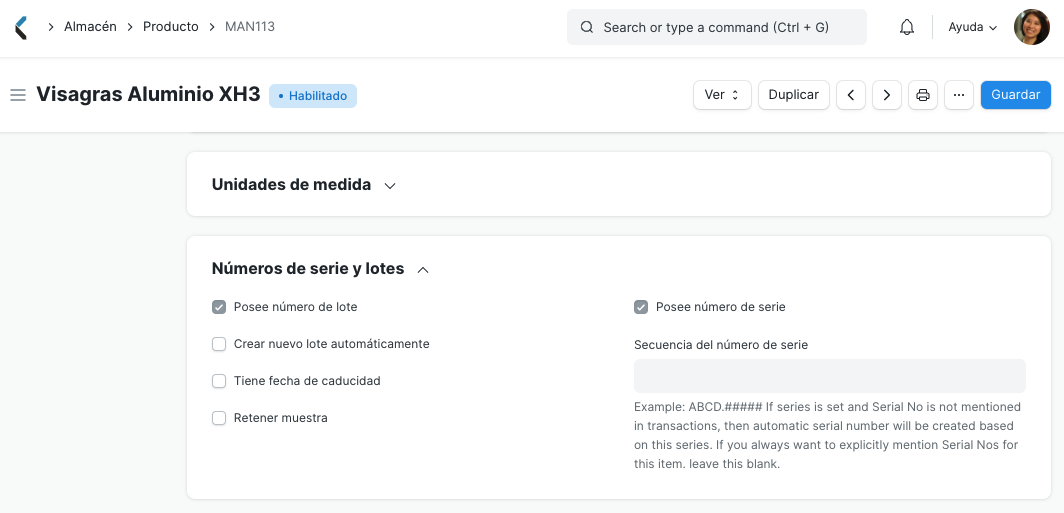 Almacén Producto MAN113
Search or type a command (Ctrl + G)
Ayuda
Visagras Aluminio XH3
Habilitado
Ver
Duplicar
Guardar
Unidades de medida
Números de serie y lotes
Posee número de lote
Crear nuevo lote automáticamente
Tiene fecha de caducidad
Retener muestra
Posee número de serie
Secuencia del número de serie
Example: ABCD.##### If series is set and Serial No is not mentioned
in transactions, then automatic serial number will be created based
on this series. If you always want to explicitly mention Serial Nos for
this item. leave this blank.